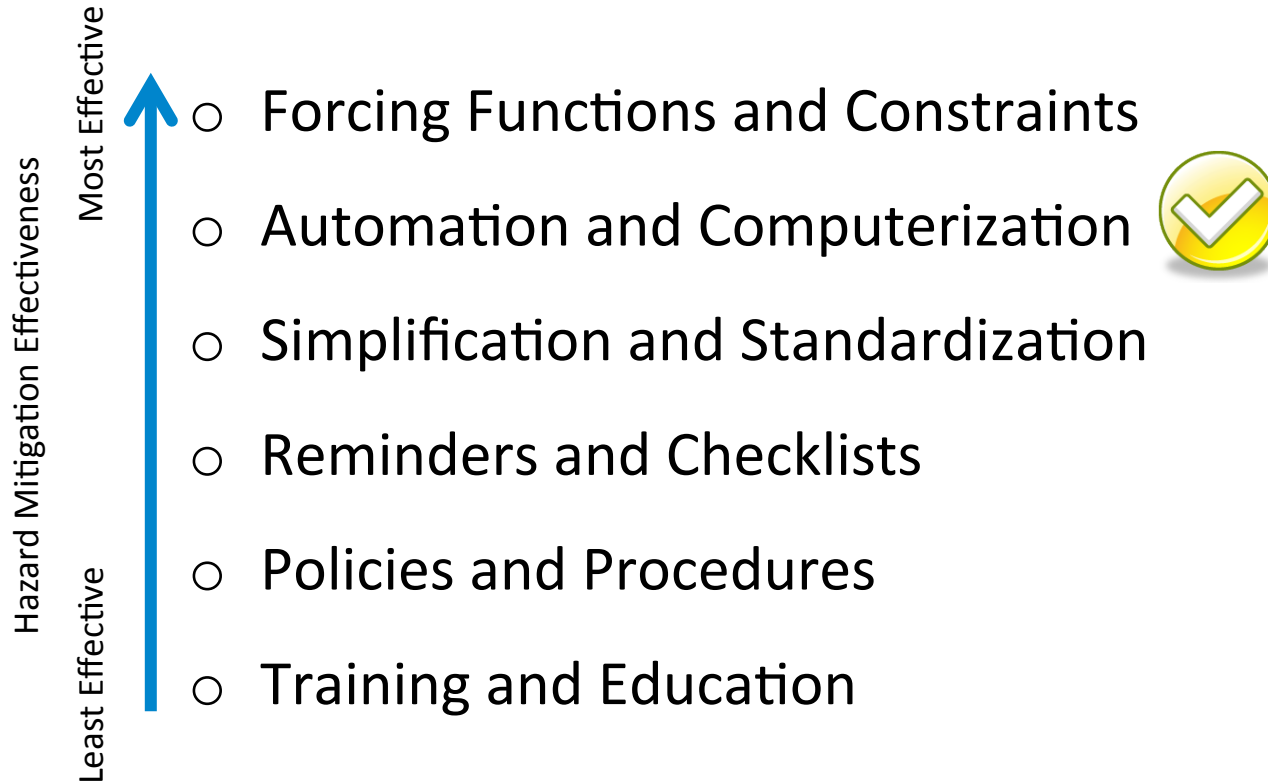 Hazard Mitigation Effectiveness
Most Effective
Least Effective
○ Forcing Functions and Constraints
○ Automation and Computerization
○ Simplification and Standardization
○ Reminders and Checklists
○ Policies and Procedures
○ Training and Education